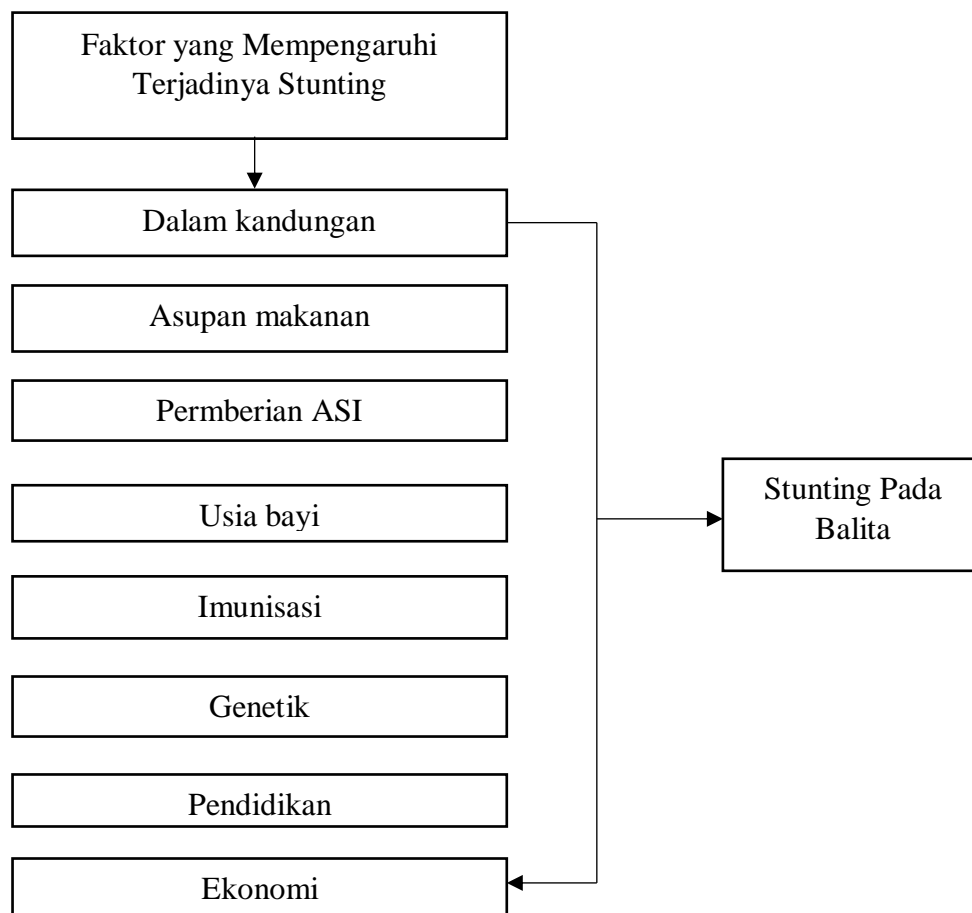 Faktor yang Mempengaruhi
Terjadinya Stunting
Dalam kandungan
Asupan makanan
Permberian ASI
Usia bayi
Imunisasi
Genetik
Pendidikan
Ekonomi
Stunting Pada
Balita